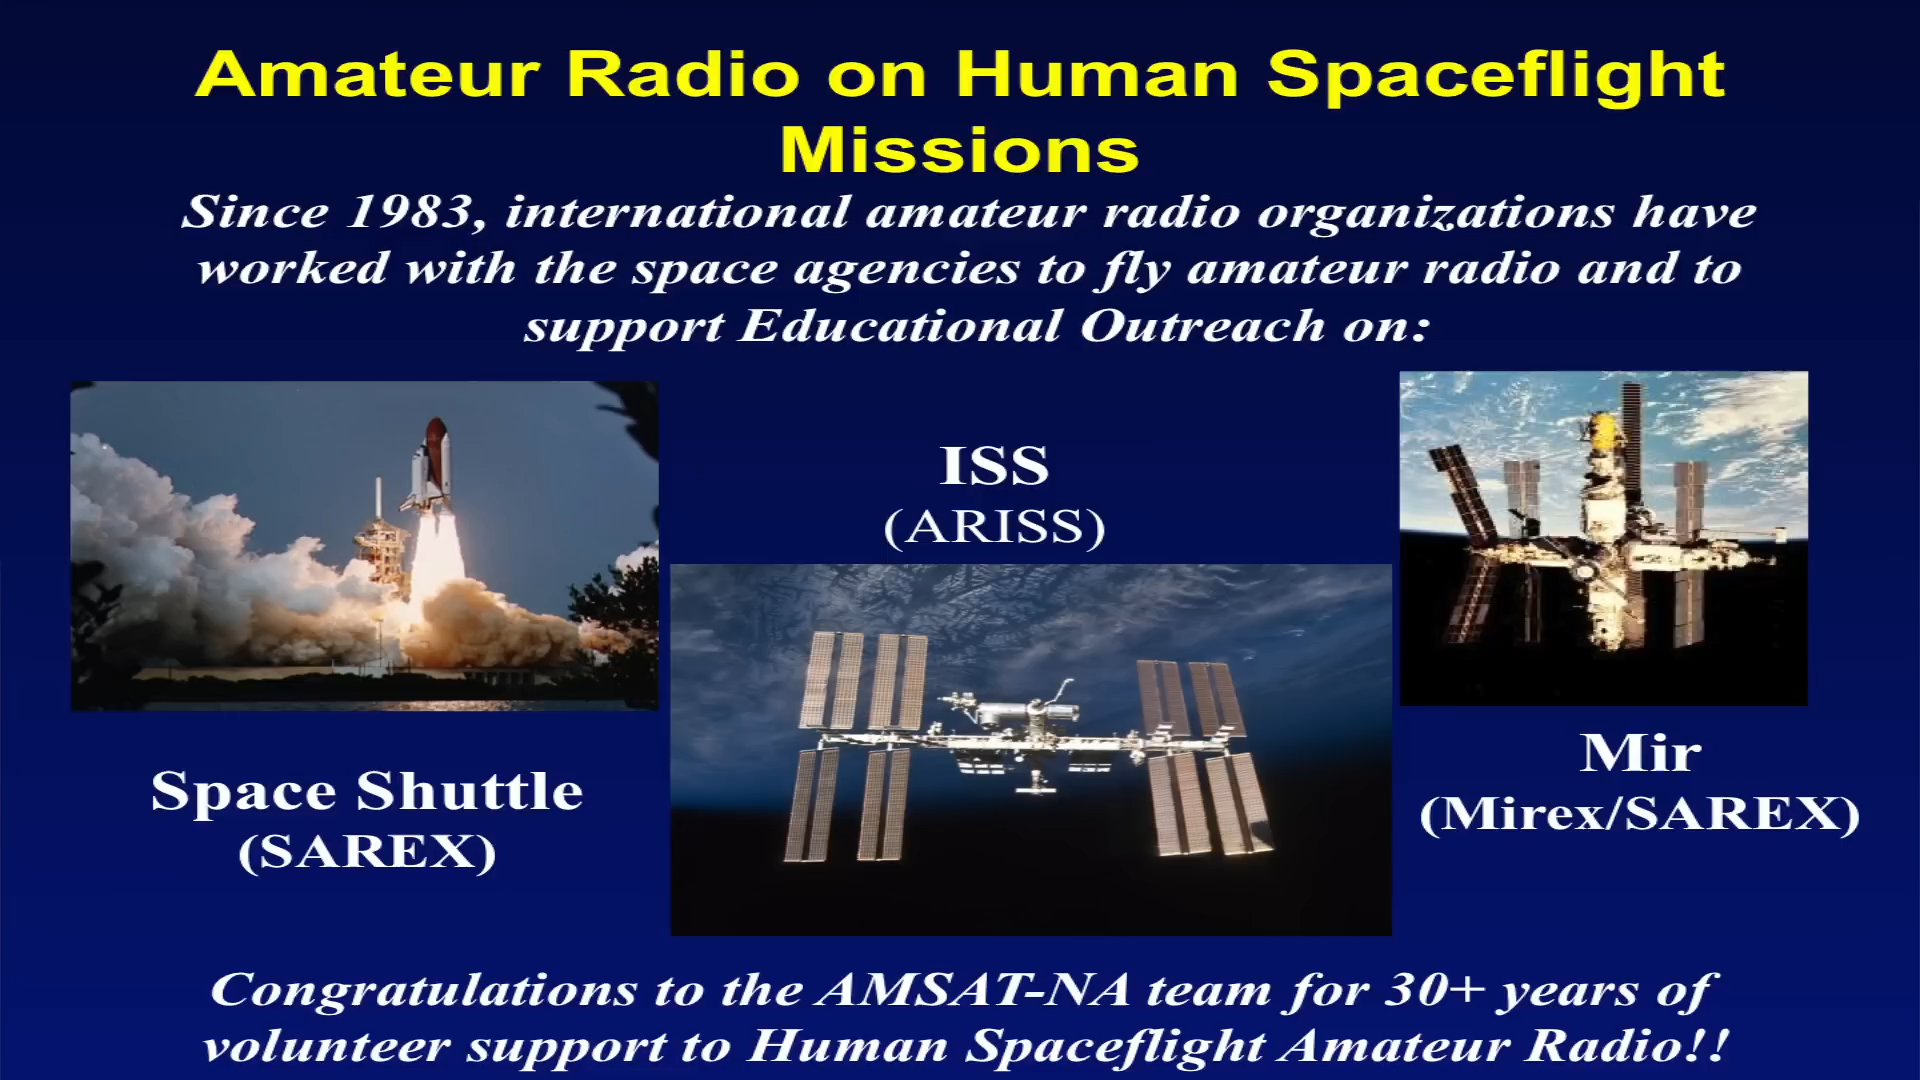 Amateur Radio on Human Spaceflight
Missions
Since 1983, international amateur radio organizations have
worked with the space agencies to fly amateur radio and to
support Educational Outreach on:
ISS
(ARISS)
Space Shuttle
(SAREX)
Mir
(Mirex/SAREX)
Congratulations to the AMSAT-NA team for 30+ years of
volunteer support to Human Spaceflight Amateur Radio!!